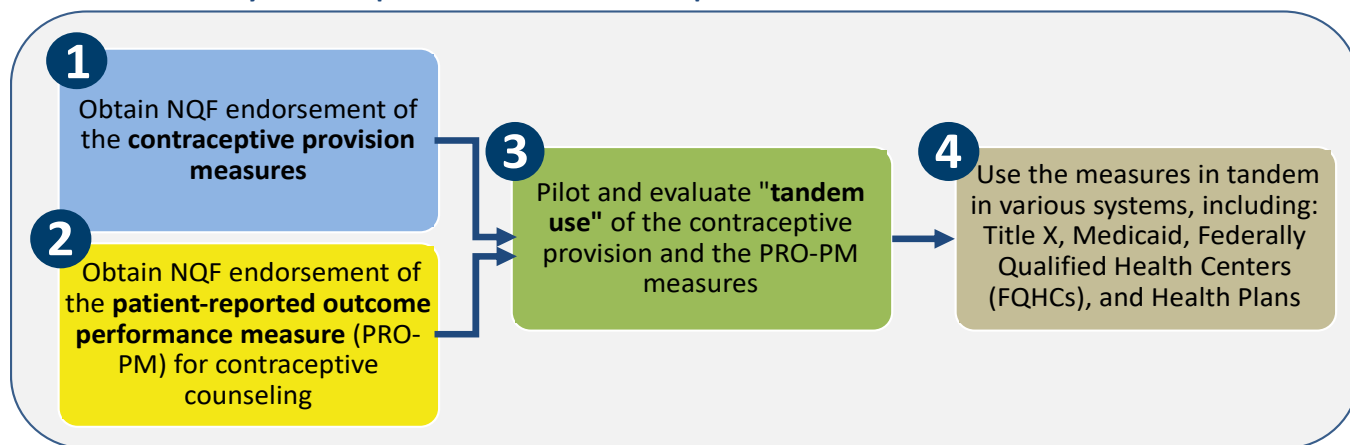 1
Obtain NQF endorsement of
the contraceptive provision
measures
2
Obtain NQF endorsement of
the patient-reported outcome
performance measure (PRO-
PM) for contraceptive
counseling
3
Pilot and evaluate "tandem
use" of the contraceptive
provision and the PRO-PM
measures
4
Use the measures in tandem
in various systems, including:
Title X, Medicaid, Federally
Qualified Health Centers
(FQHCs), and Health Plans